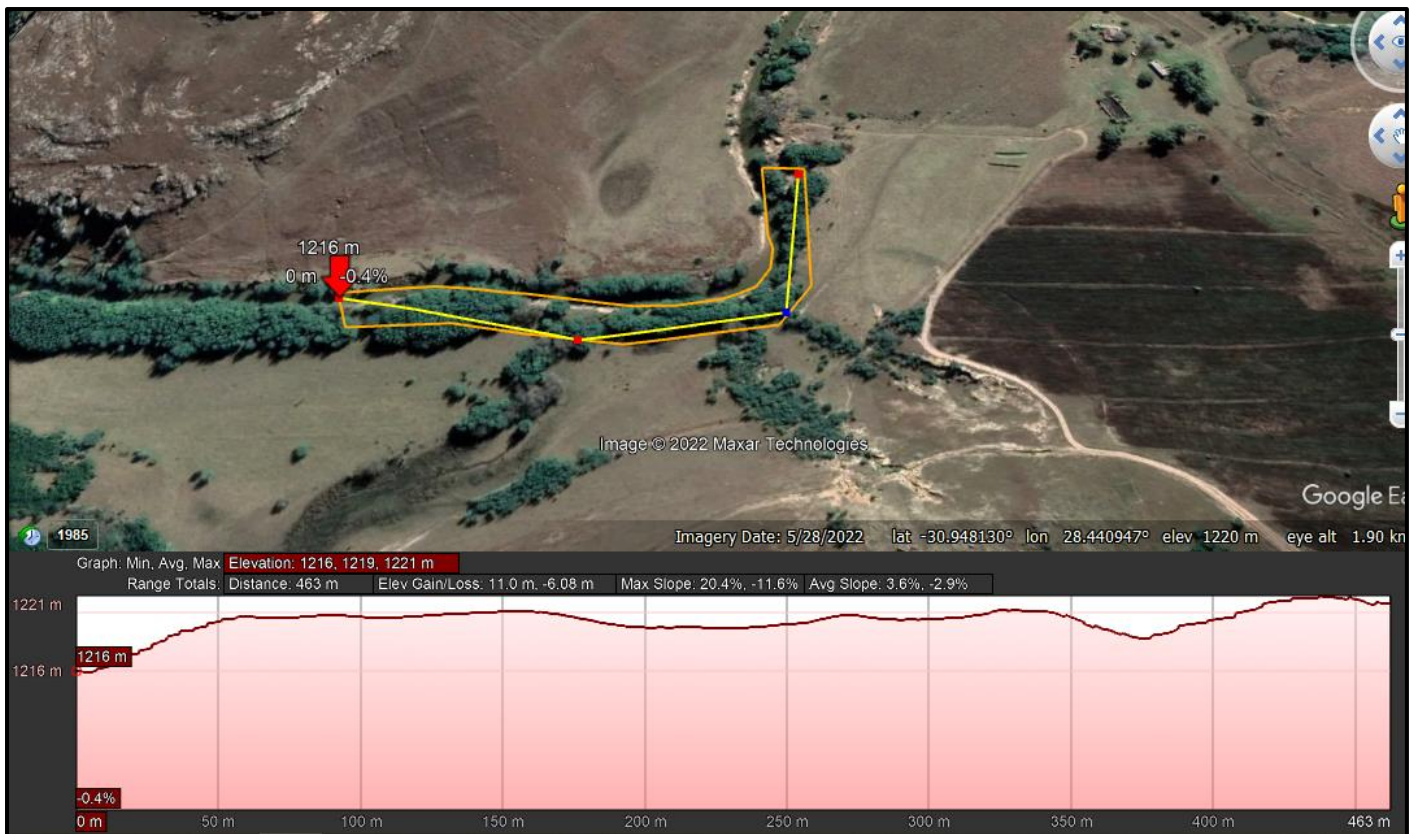 1216 m
0 m -0.4%
Image © 2022 Maxar Technologies
Google Ea
1985
Imagery Date: 5/28/2022 lat -30.948130° lon 28.440947° elev 1220 m eye alt 1.90 km
Graph: Min, Avg, Max Elevation: 1216, 1219, 1221 m
Range Totals: Distance: 463 m Elev Gain/Loss: 11.0 m, -6.08 m Max Slope: 20.4%, -11.6% Avg Slope: 3.6%, -2.9%
1221 m
1216 m
1216 m
-0.4%
0 m 50 m 100 m 150 m 200 m 250 m 300 m 350 m 400 m 463 m